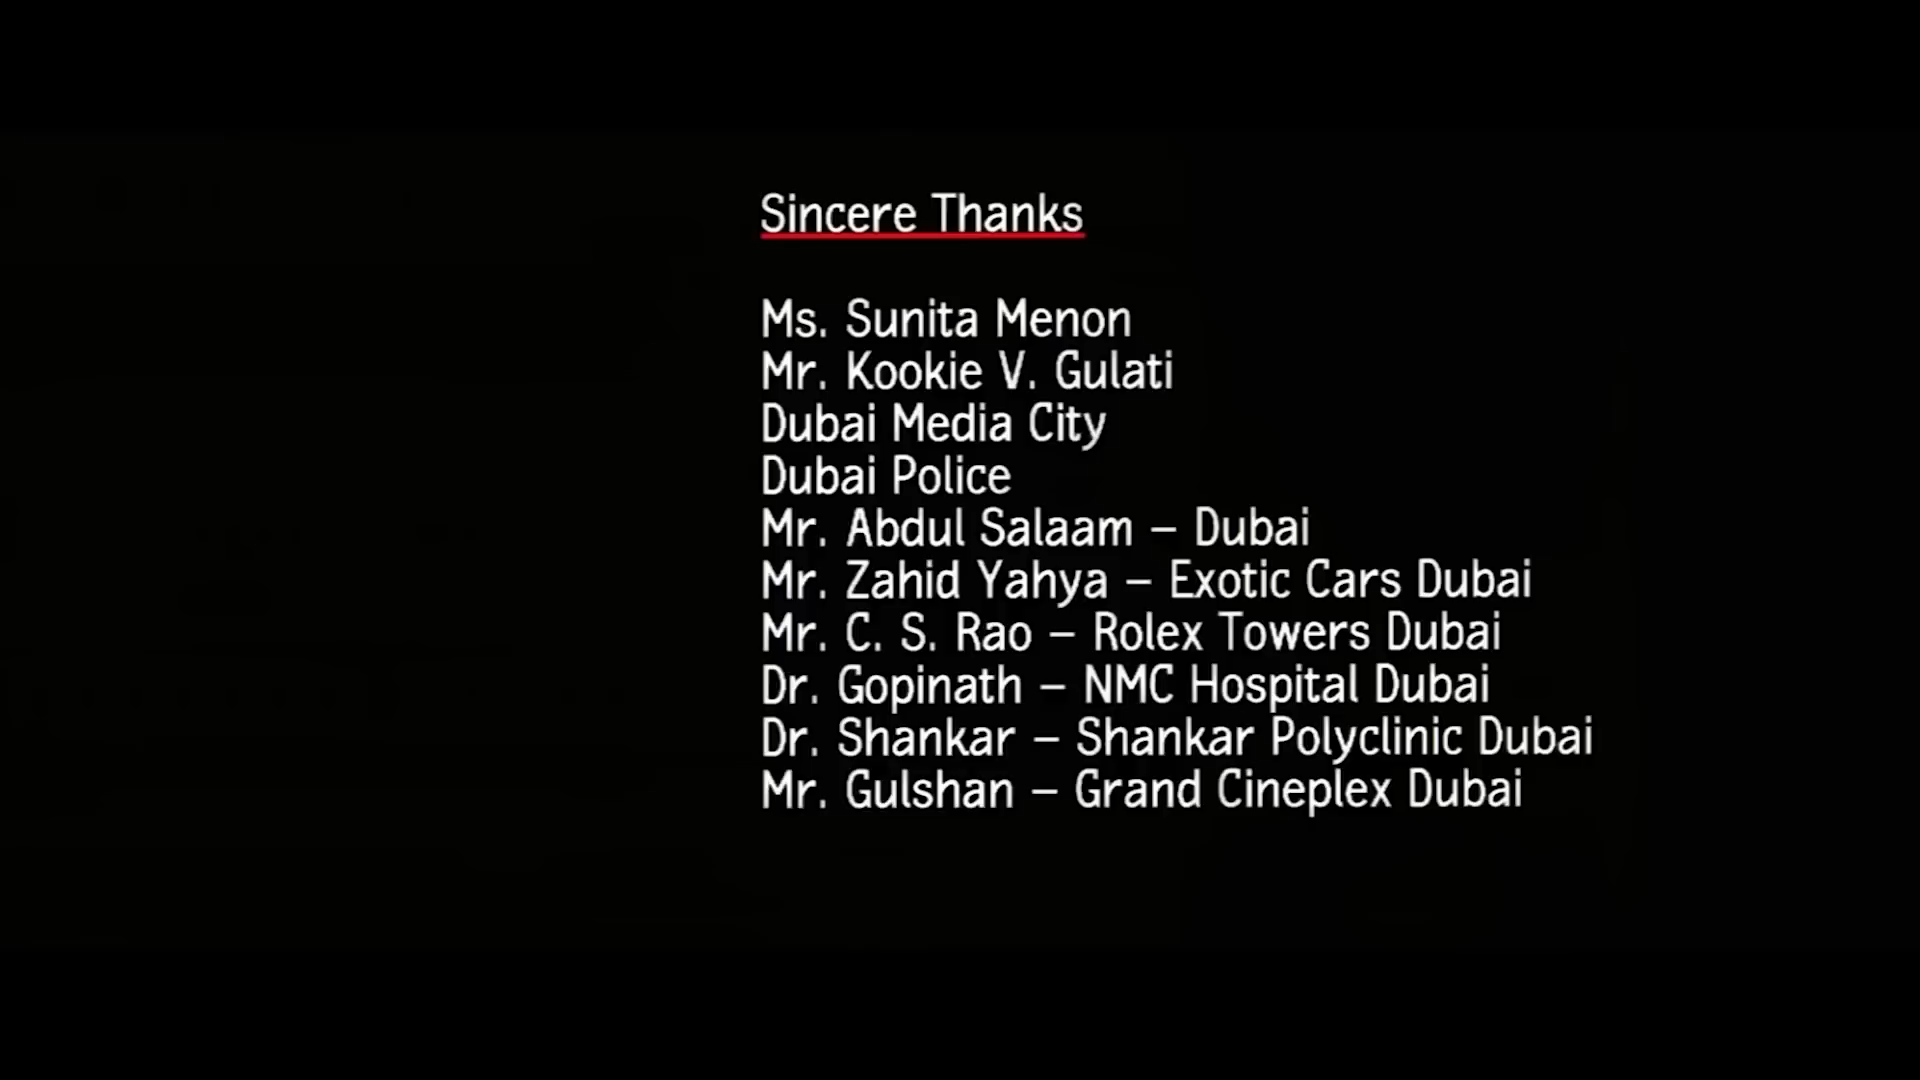 Sincere Thanks
Ms. Sunita Menon
Mr. Kookie V. Gulati
Dubai Media City
Dubai Police
Mr. Abdul Salaam – Dubai
Mr. Zahid Yahya – Exotic Cars Dubai
Mr. C. S. Rao – Rolex Towers Dubai
Dr. Gopinath – NMC Hospital Dubai
Dr. Shankar – Shankar Polyclinic Dubai
Mr. Gulshan – Grand Cineplex Dubai